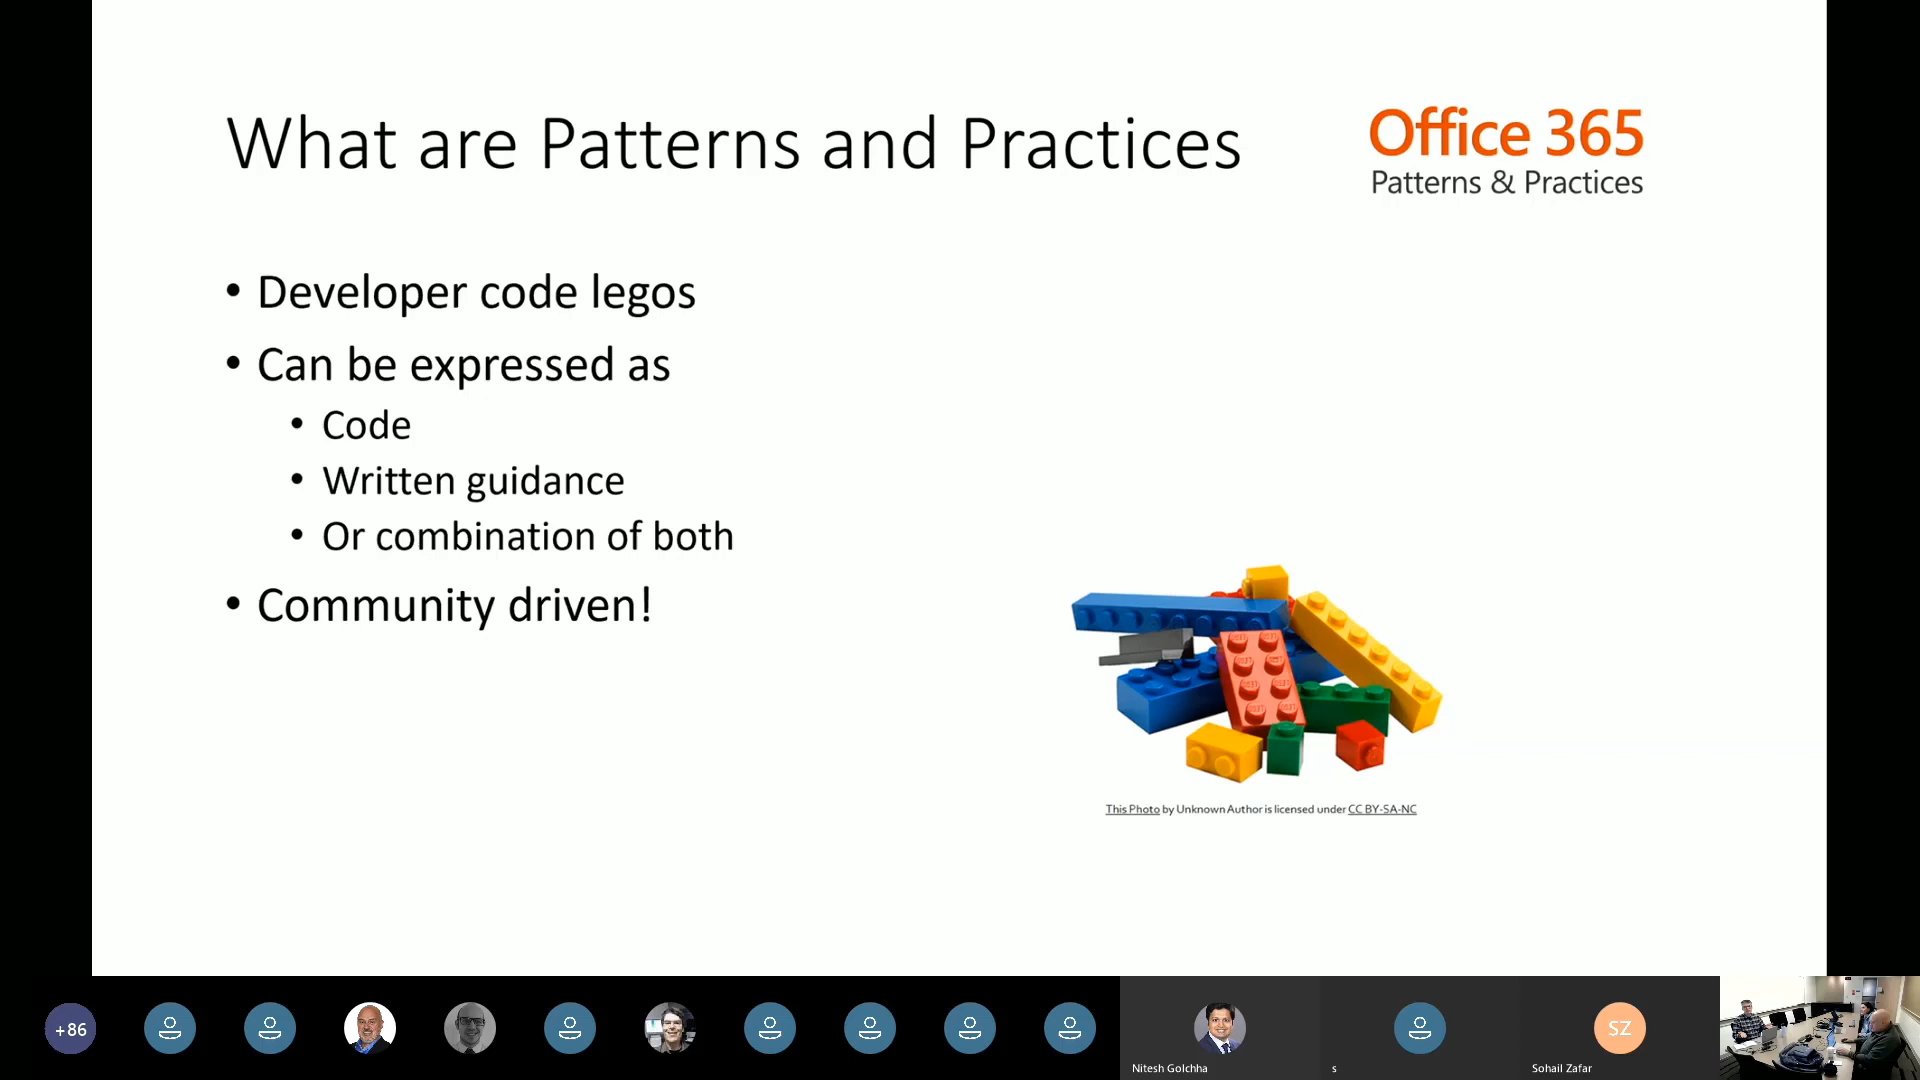 What are Patterns and Practices
Office 365
Patterns & Practices
• Developer code legos
• Can be expressed as
• Code
• Written guidance
• Or combination of both
• Community driven!
This Photo by Unknown Author is licensed under CC BY-SA-NC
+86
SZ
Nitesh Golchha
s
Sohail Zafar